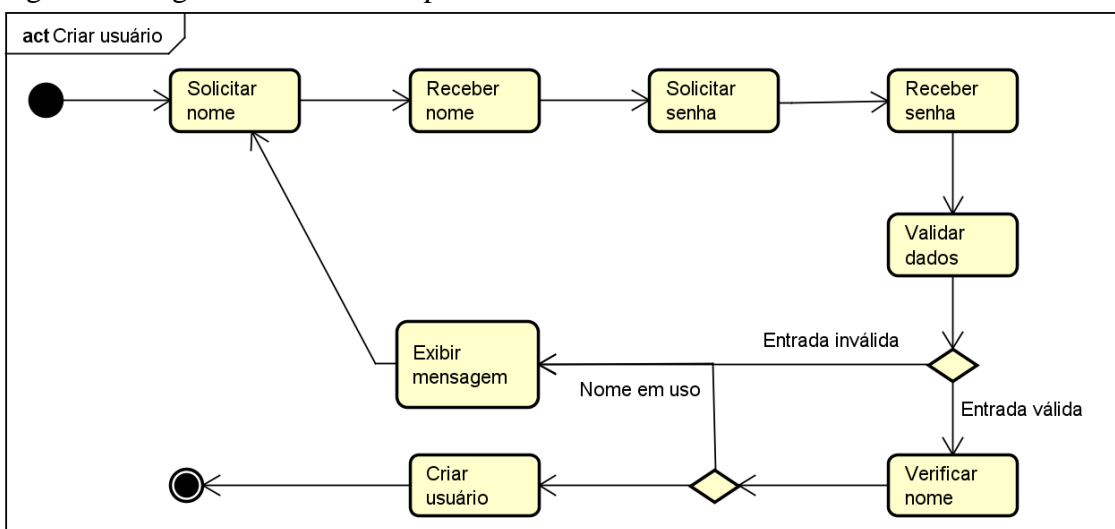 act Criar usuário
Solicitar
nome
Receber
nome
Solicitar
senha
Receber
senha
Validar
dados
Entrada inválida
Exibir
mensagem
Nome em uso
Entrada válida
Criar
usuário
Verificar
nome